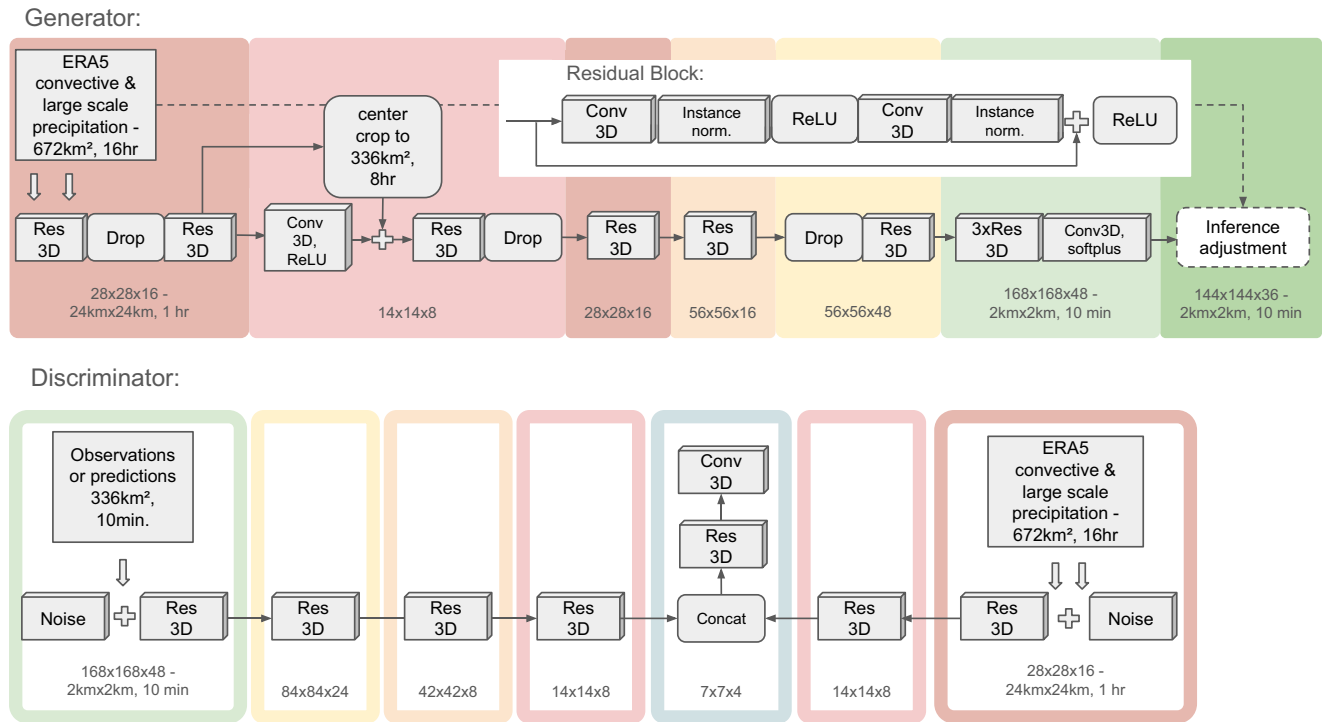 Generator:
ERA5
convective &
large scale
precipitation -
672km², 16hr
center
crop to
336km²,
8hr
Residual Block:
Conv
3D
Instance
norm.
ReLU
Conv
3D
Instance
norm.
ReLU
Res
3D
Drop
Res
3D
Conv
3D,
ReLU
Res
3D
Drop
Res
3D
Res
3D
Drop
Res
3D
3xRes
3D
Conv3D,
softplus
Inference
adjustment
28x28x16 -
24kmx24km, 1 hr
14x14x8
28x28x16
56x56x16
56x56x48
168x168x48 -
2kmx2km, 10 min
144x144x36 -
2kmx2km, 10 min
Discriminator:
Observations
or predictions
336km²,
10min.
Noise
Res
3D
Res
3D
Res
3D
Res
3D
Conv
3D
Res
3D
Concat
Res
3D
ERA5
convective &
large scale
precipitation -
672km², 16hr
Res
3D
Noise
168x168x48 -
2kmx2km, 10 min
84x84x24
42x42x8
14x14x8
7x7x4
14x14x8
28x28x16 -
24kmx24km, 1 hr